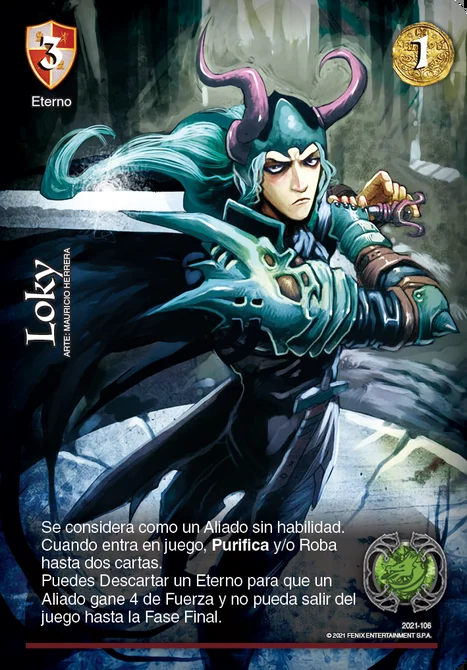 3
1
Eterno
Loky
ARTE: MAURICIO HERRERA
Se considera como un Aliado sin habilidad.
Cuando entra en juego, Purifica y/o Roba
hasta dos cartas.
Puedes Descartar un Eterno para que un
Aliado gane 4 de Fuerza y no pueda salir del
juego hasta la Fase Final.
2021-106
© 2021 FENIX ENTERTAINMENT S.P.A.